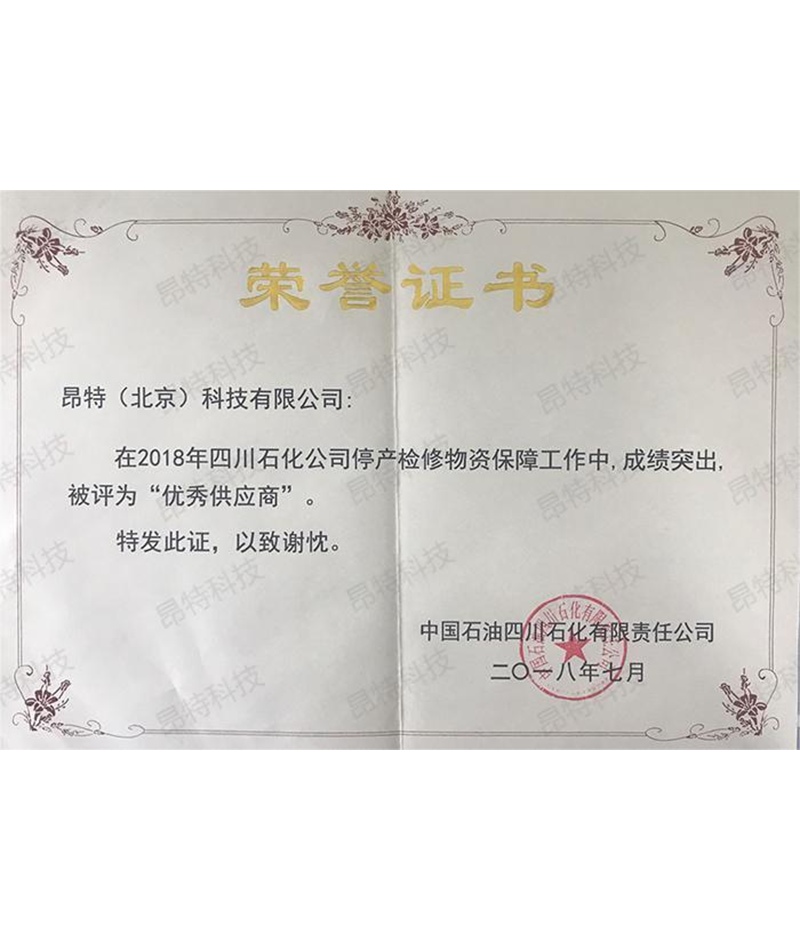 荣誉证书
昂特（北京）科技有限公司:
在2018年四川石化公司停产检修物资保障工作中,成绩突出,
被评为“优秀供应商”。
特发此证，以致谢忱。
中国石油四川石化有限责任公司
二〇一八年七月
昂特科技